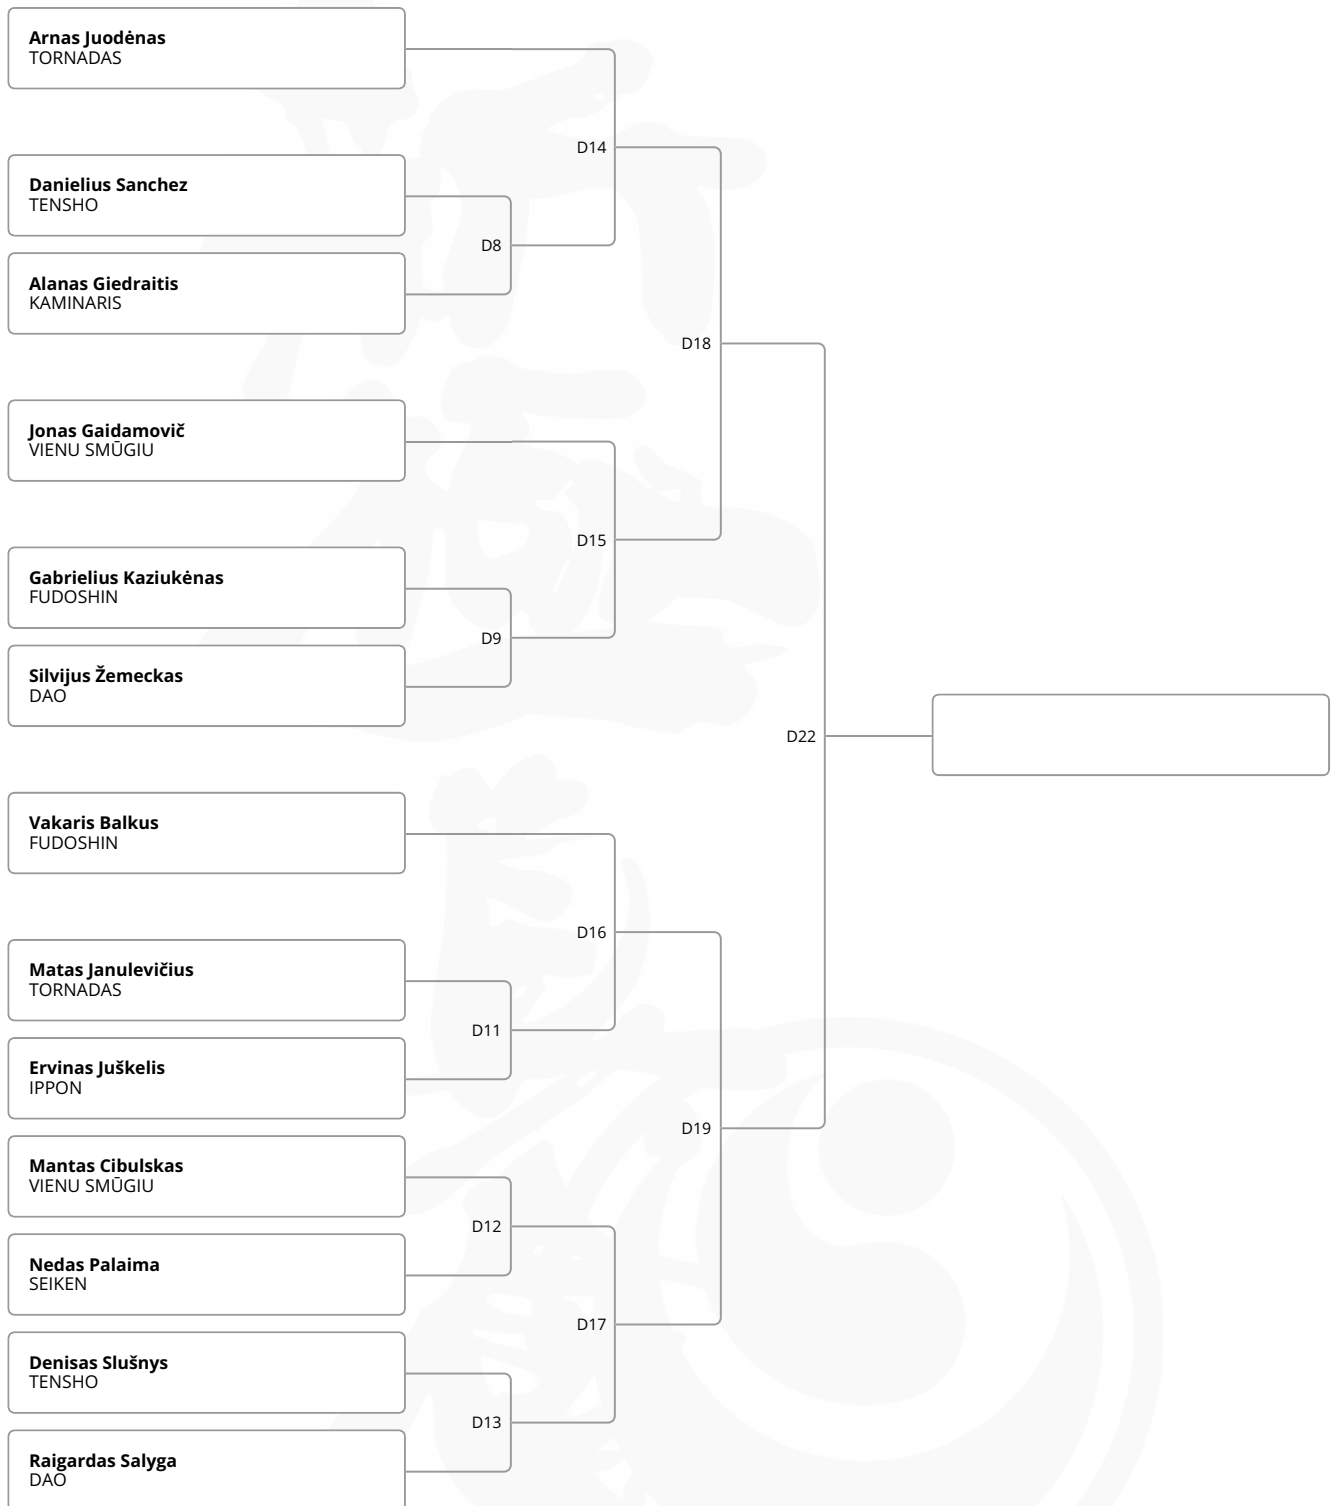 Arnas Juodėnas
TORNADAS
D14
Danielius Sanchez
TENSHO
D8
Alanas Giedraitis
KAMINARIS
D18
Jonas Gaidamovič
VIENU SMŪGIU
D15
Gabrielius Kaziukėnas
FUDOSHIN
D9
Silvijus Žemeckas
DAO
D22
Vakaris Balkus
FUDOSHIN
D16
Matas Janulevičius
TORNADAS
D11
Ervinas Juškelis
IPPON
D19
Mantas Cibulskas
VIENU SMŪGIU
D12
Nedas Palaima
SEIKEN
D17
Denisas Slušnys
TENSHO
D13
Raigardas Salyga
DAO